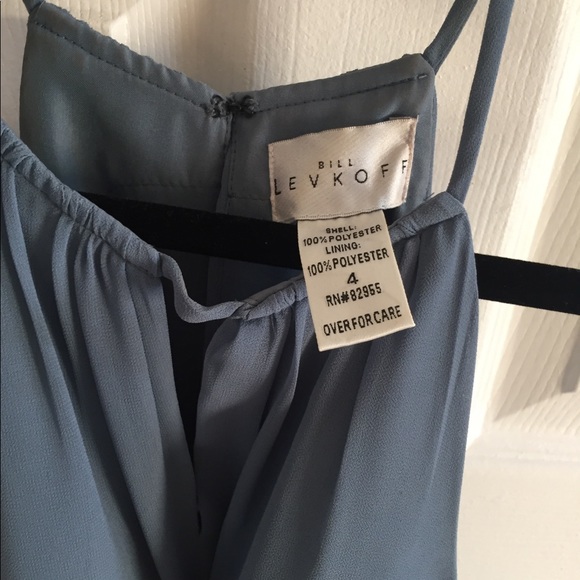 BILL
LEVKOFF
SHELL:
100% POLYESTER
LINING:
100% POLYESTER
4
RN#82955
OVER FOR CARE